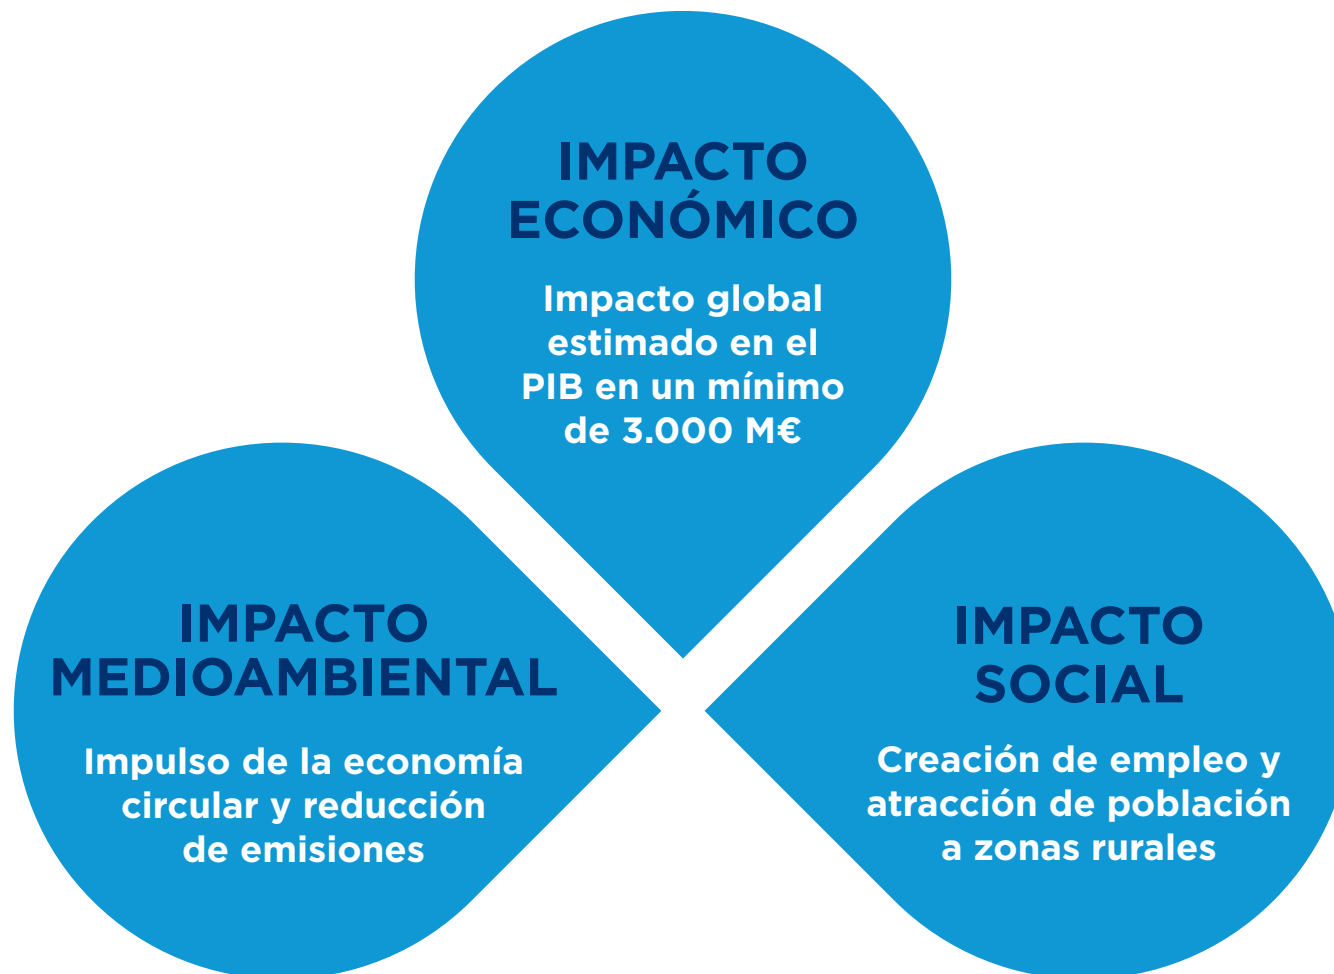 IMPACTO
ECONÓMICO
Impacto global
estimado en el
PIB en un mínimo
de 3.000 M€
IMPACTO
MEDIOAMBIENTAL
Impulso de la economía
circular y reducción
de emisiones
IMPACTO
SOCIAL
Creación de empleo y
atracción de población
a zonas rurales